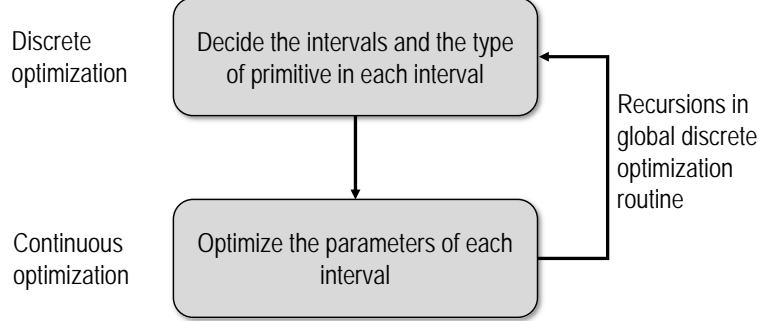 Discrete
optimization
Decide the intervals and the type
of primitive in each interval
Recursions in
global discrete
optimization
routine
Continuous
optimization
Optimize the parameters of each
interval